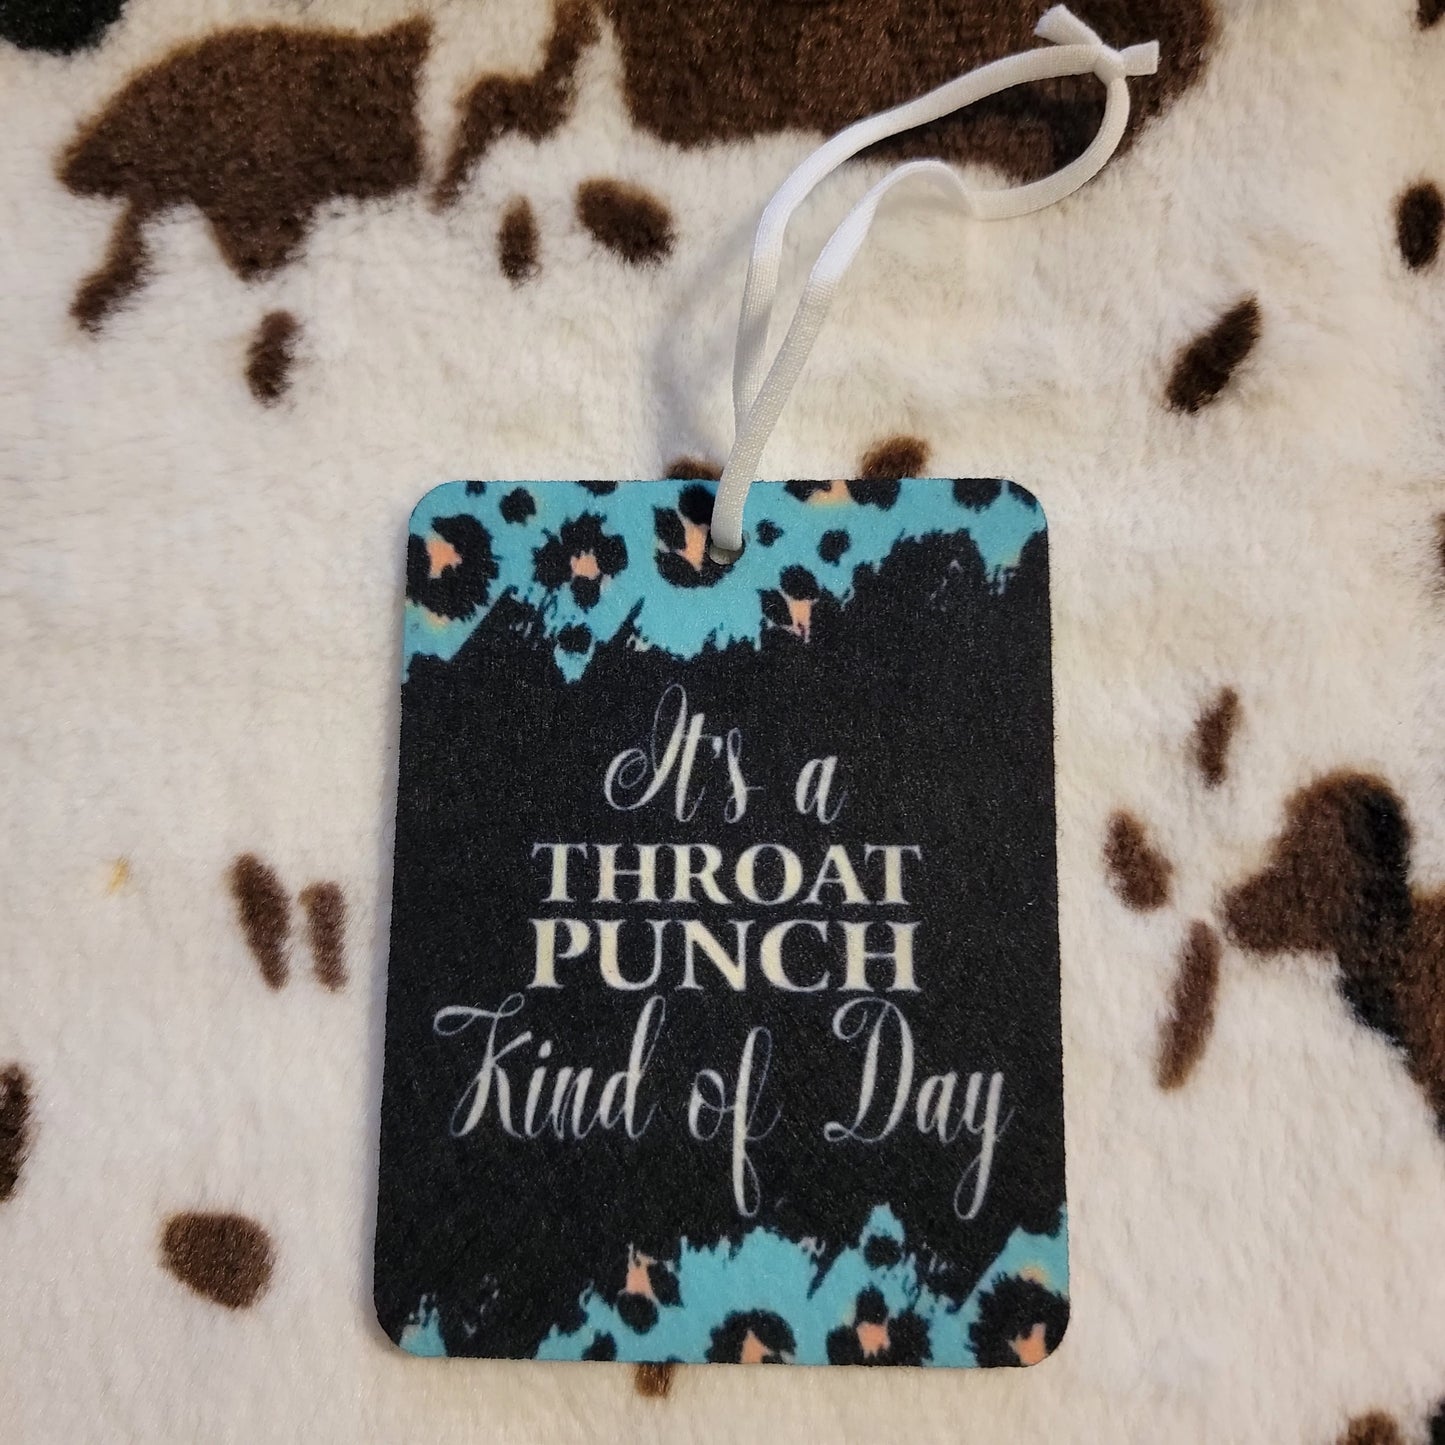 It's a
THROAT
PUNCH
Kind of Day